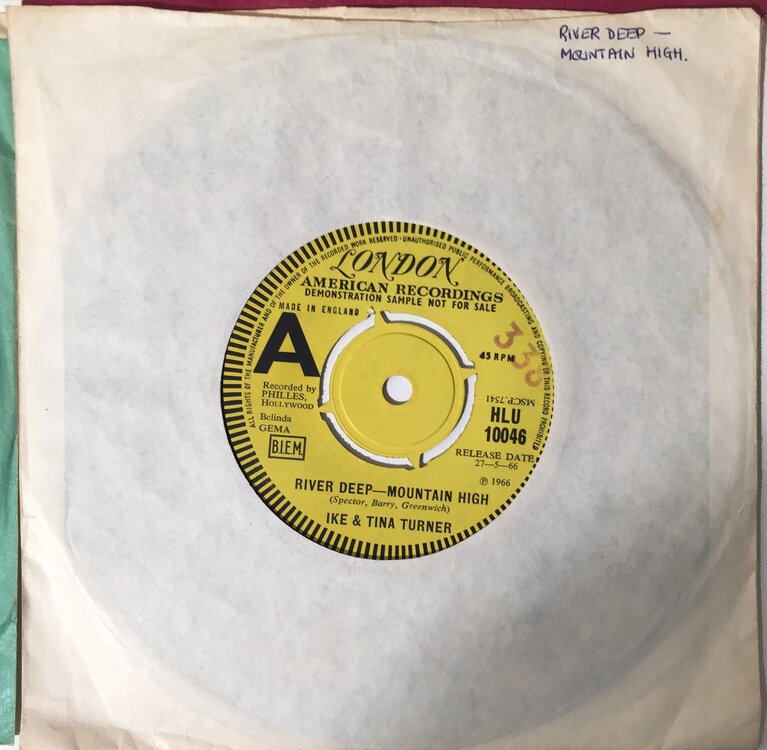 RIVER DEEP —
MOUNTAIN HIGH.
ALL RIGHTS OF THE MANUFACTURER AND OF THE OWNER OF THE RECORDED WORK RESERVED · UNAUTHORISED PUBLIC PERFORMANCE BROADCASTING AND COPYING OF THIS RECORD PROHIBITED
LONDON
AMERICAN RECORDINGS
DEMONSTRATION SAMPLE NOT FOR SALE
MADE IN ENGLAND
A
330
45 RPM
Recorded by
PHILLES,
HOLLYWOOD
MSCP.7541
Belinda
GEMA
HLU
10046
B.I.E.M.
RELEASE DATE
27—5—66
℗ 1966
RIVER DEEP—MOUNTAIN HIGH
(Spector, Barry, Greenwich)
IKE & TINA TURNER